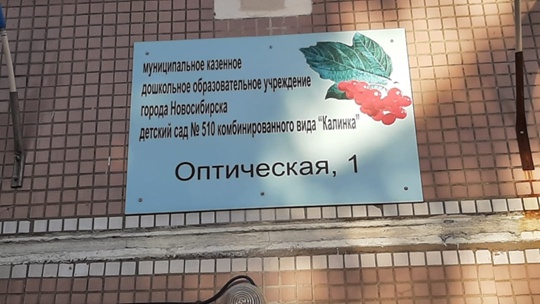 муниципальное казенное
дошкольное образовательное учреждение
города Новосибирска
детский сад № 510 комбинированного вида "Калинка"
Оптическая, 1